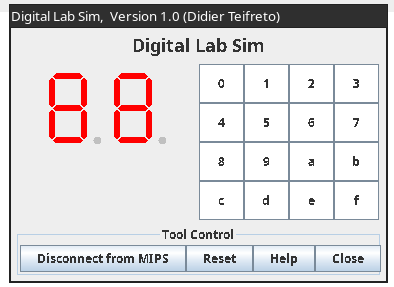 Digital Lab Sim, Version 1.0 (Didier Teifreto)
Digital Lab Sim
88
0 1 2 3
4 5 6 7
8 9 a b
c d e f
Tool Control
Disconnect from MIPS Reset Help Close